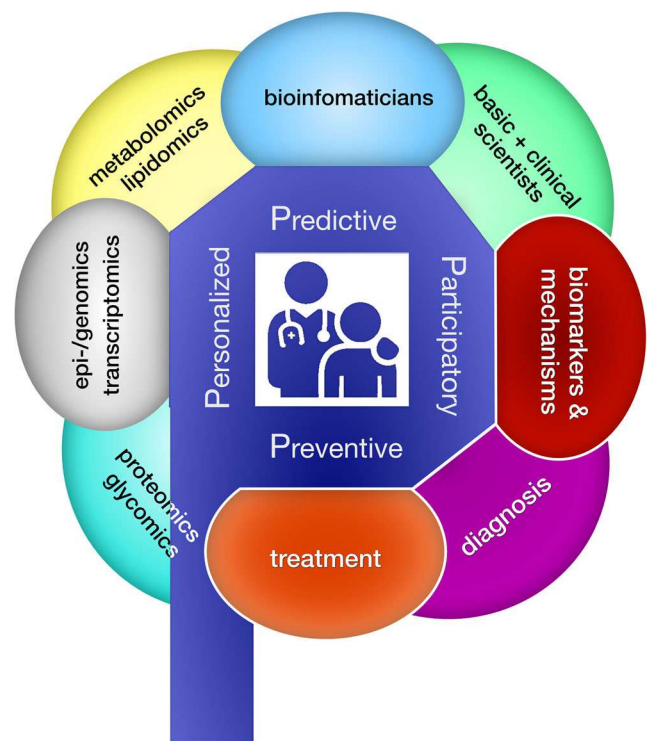 bioinfomaticians
basic + clinical
scientists
biomarkers &
mechanisms
diagnosis
treatment
proteomics
glycomics
epi-/genomics
transcriptomics
metabolomics
lipidomics
Predictive
Participatory
Preventive
Personalized